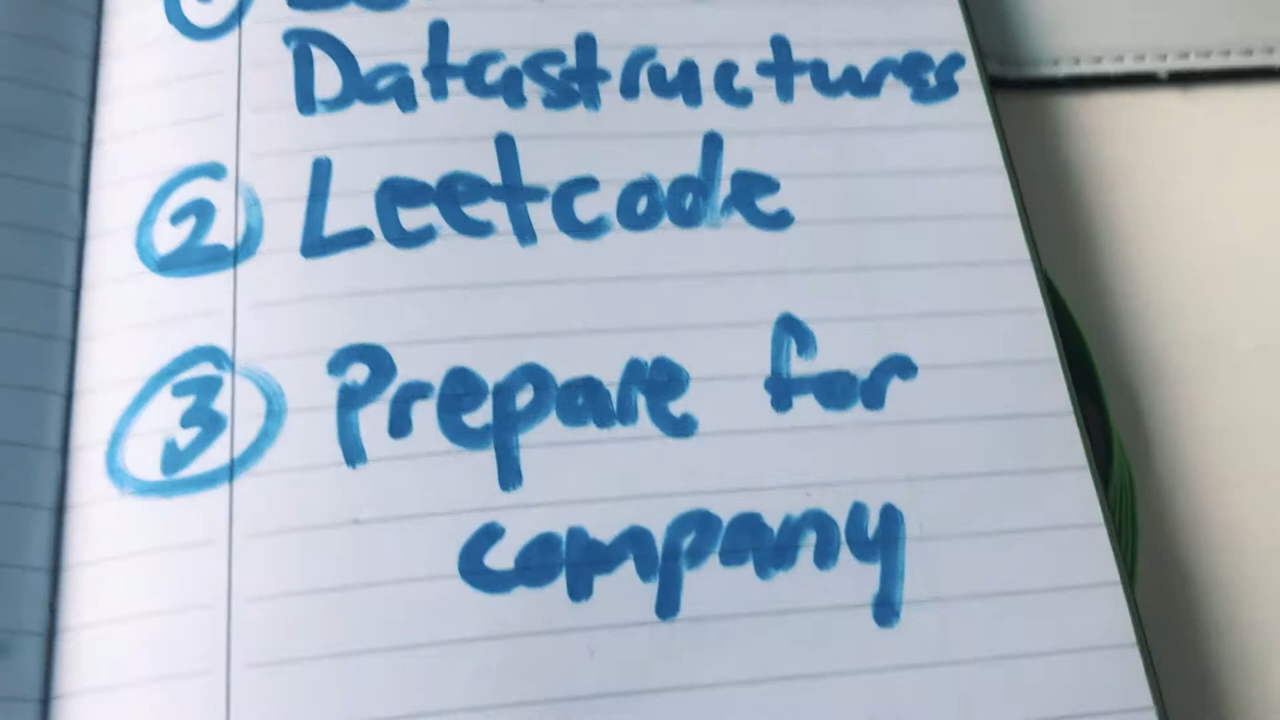 Datastructures
② Leetcode
③ Prepare for
company